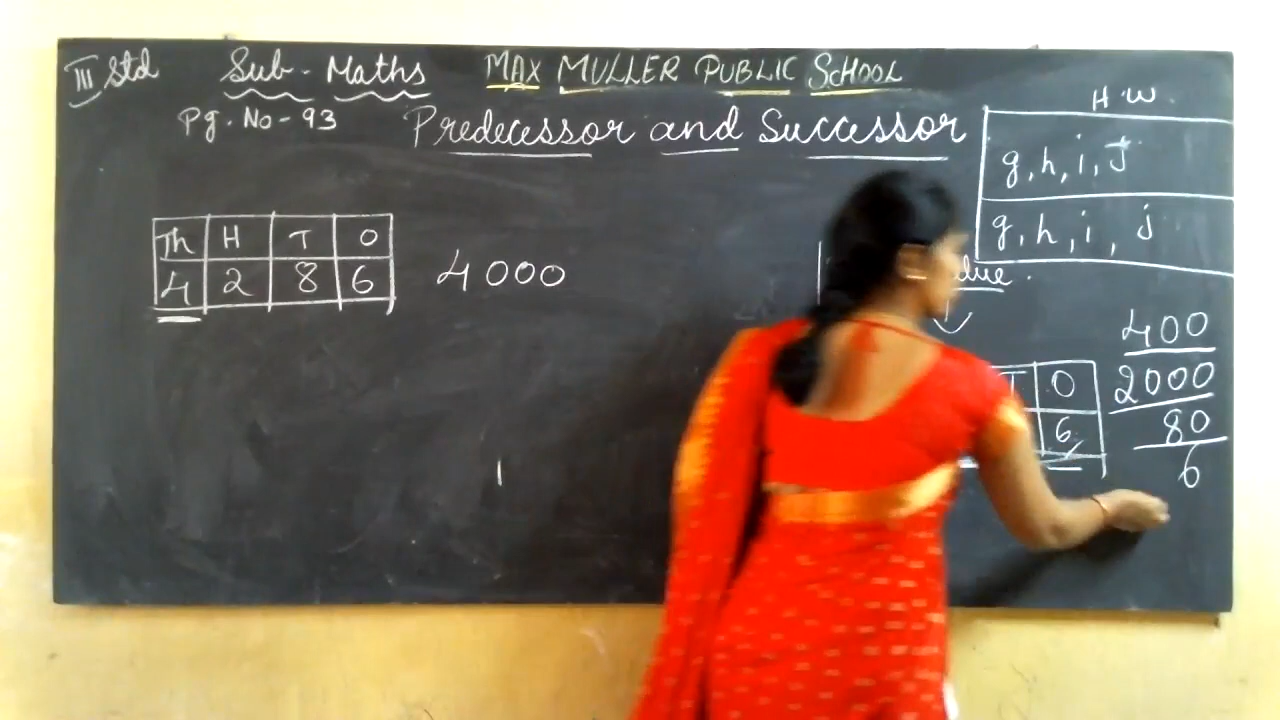 III Std Sub - Maths MAX MULLER PUBLIC SCHOOL
Pg. No - 93
Predecessor and Successor
H.W.
g, h, i, j
g, h, i, j
Th H T O
4 2 8 6
4000
400
2000
80
6
T O
6